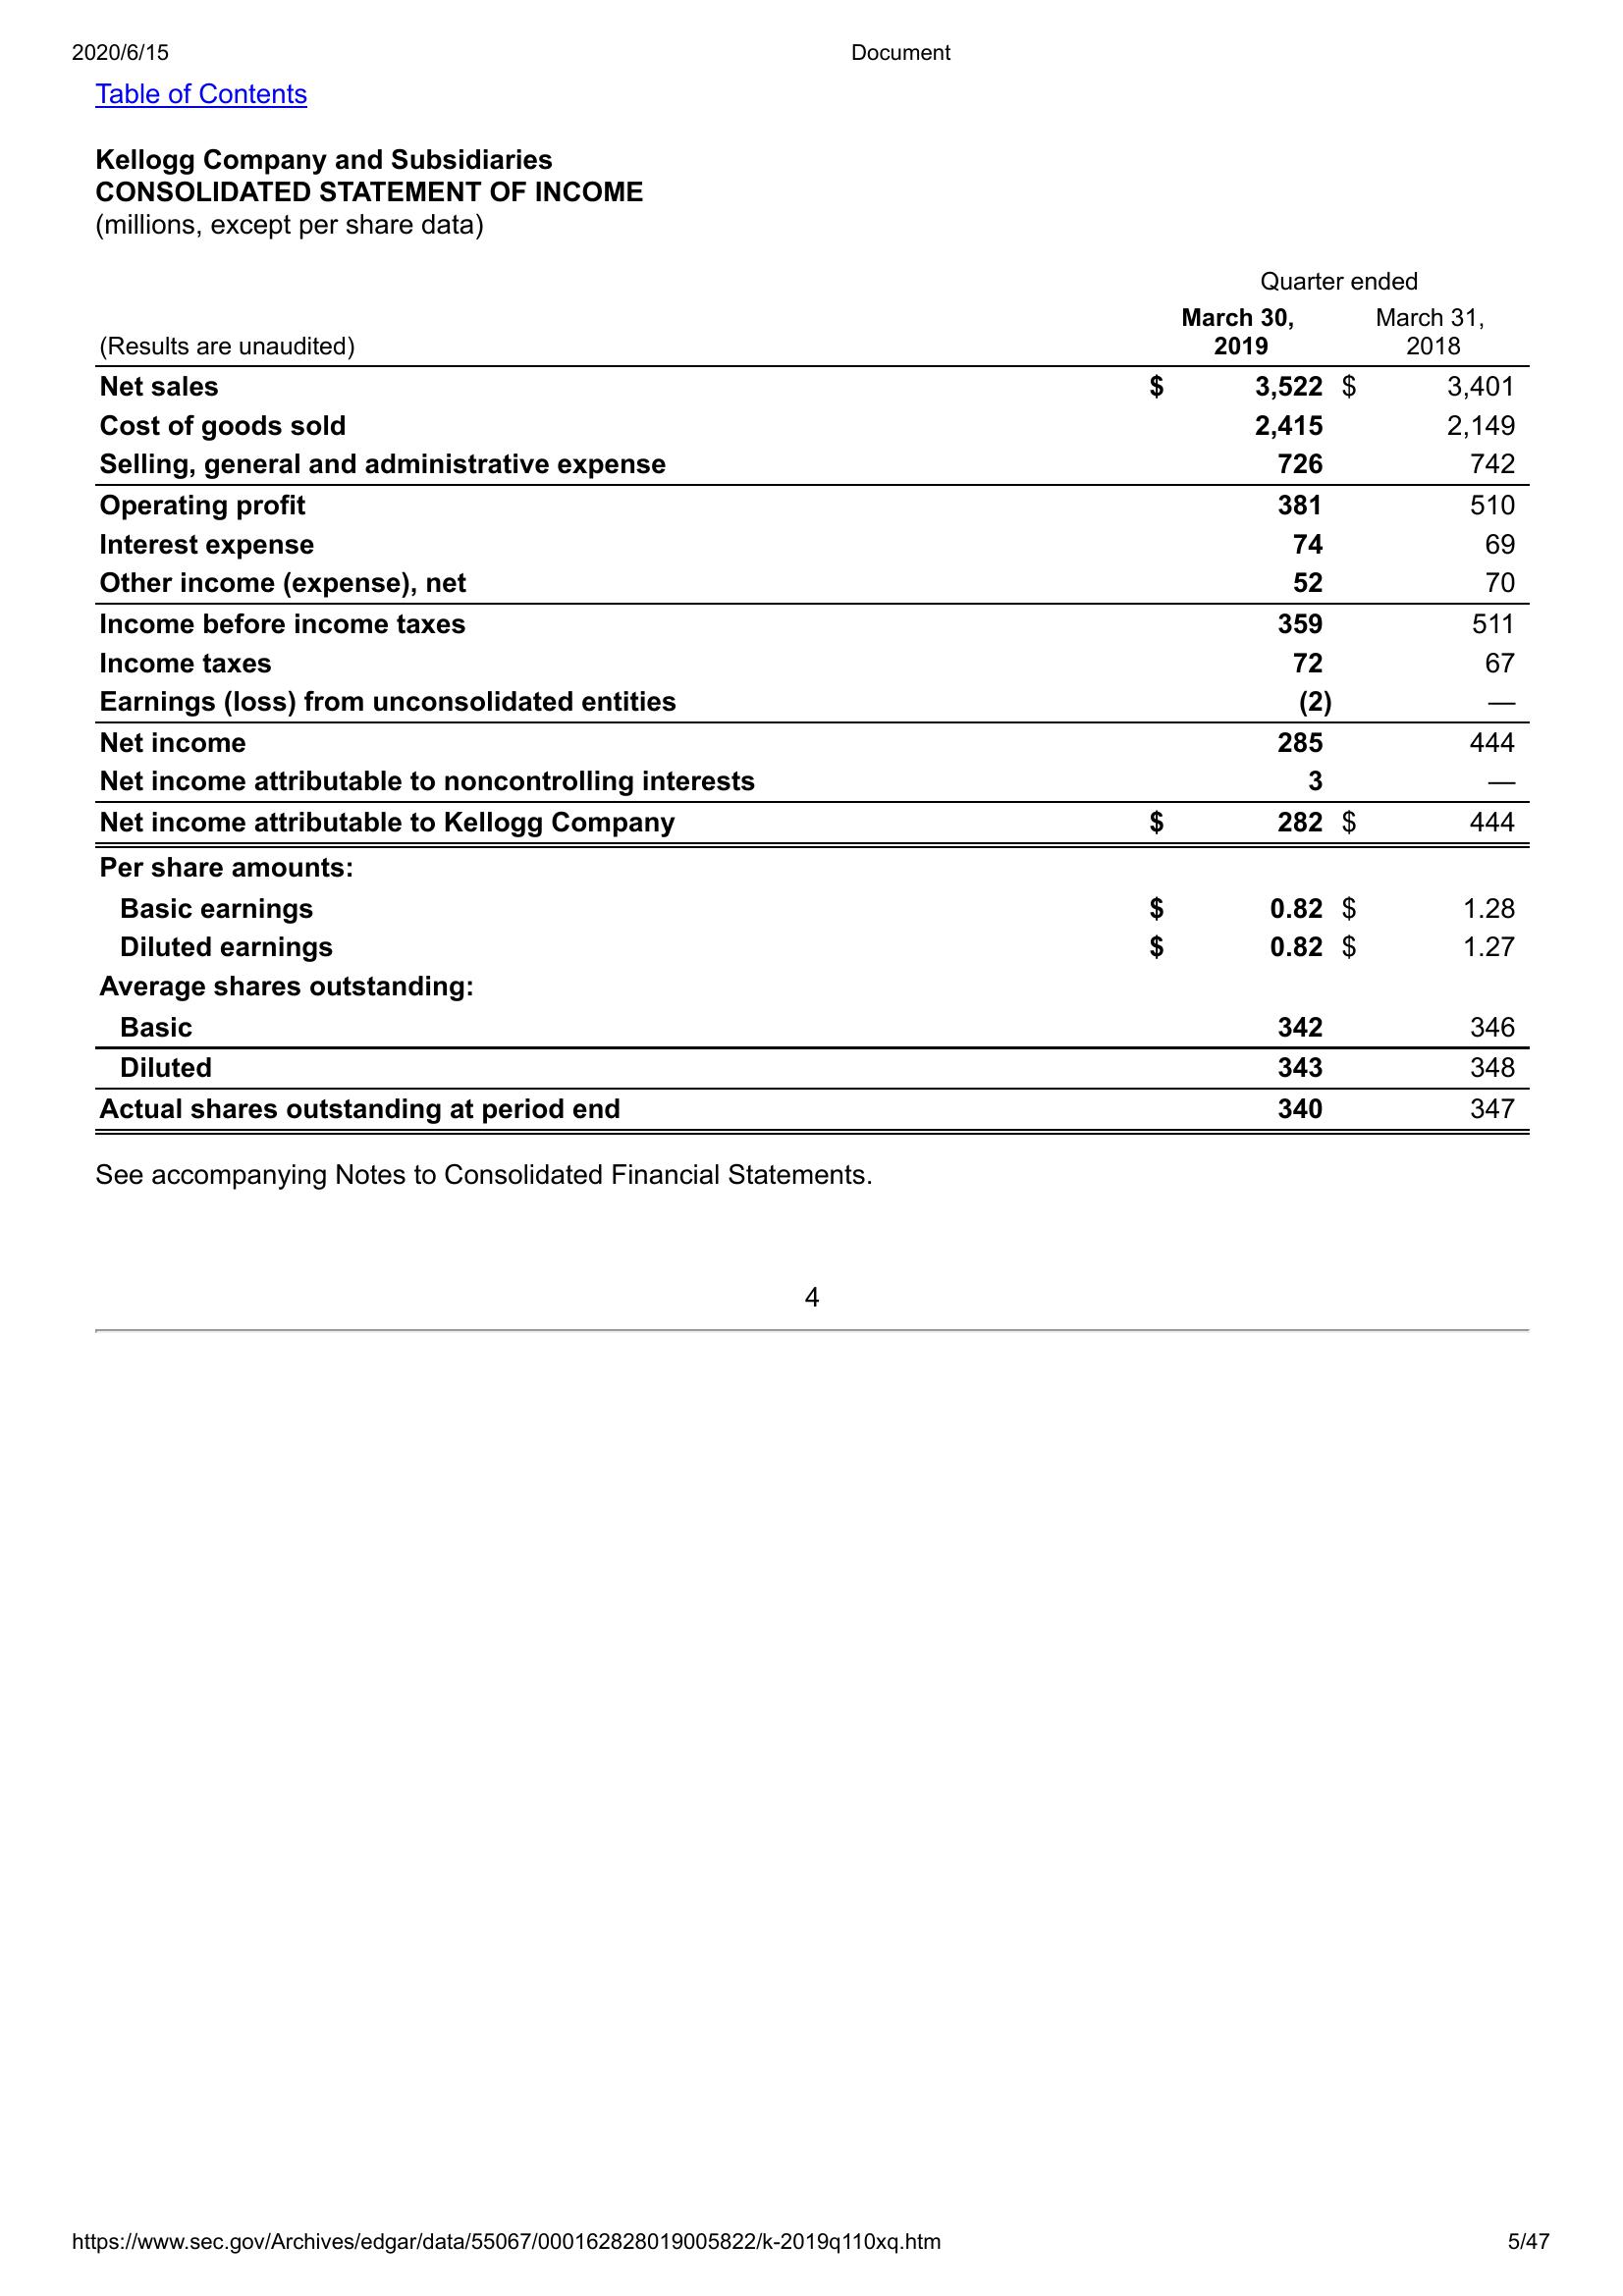 2020/6/15 Document
Table of Contents
Kellogg Company and Subsidiaries
CONSOLIDATED STATEMENT OF INCOME
(millions, except per share data)
Quarter ended
(Results are unaudited) March 30, 2019 March 31, 2018
Net sales $ 3,522 $ 3,401
Cost of goods sold 2,415 2,149
Selling, general and administrative expense 726 742
Operating profit 381 510
Interest expense 74 69
Other income (expense), net 52 70
Income before income taxes 359 511
Income taxes 72 67
Earnings (loss) from unconsolidated entities (2) —
Net income 285 444
Net income attributable to noncontrolling interests 3 —
Net income attributable to Kellogg Company $ 282 $ 444
Per share amounts:
Basic earnings $ 0.82 $ 1.28
Diluted earnings $ 0.82 $ 1.27
Average shares outstanding:
Basic 342 346
Diluted 343 348
Actual shares outstanding at period end 340 347
See accompanying Notes to Consolidated Financial Statements.
4
https://www.sec.gov/Archives/edgar/data/55067/000162828019005822/k-2019q110xq.htm 5/47